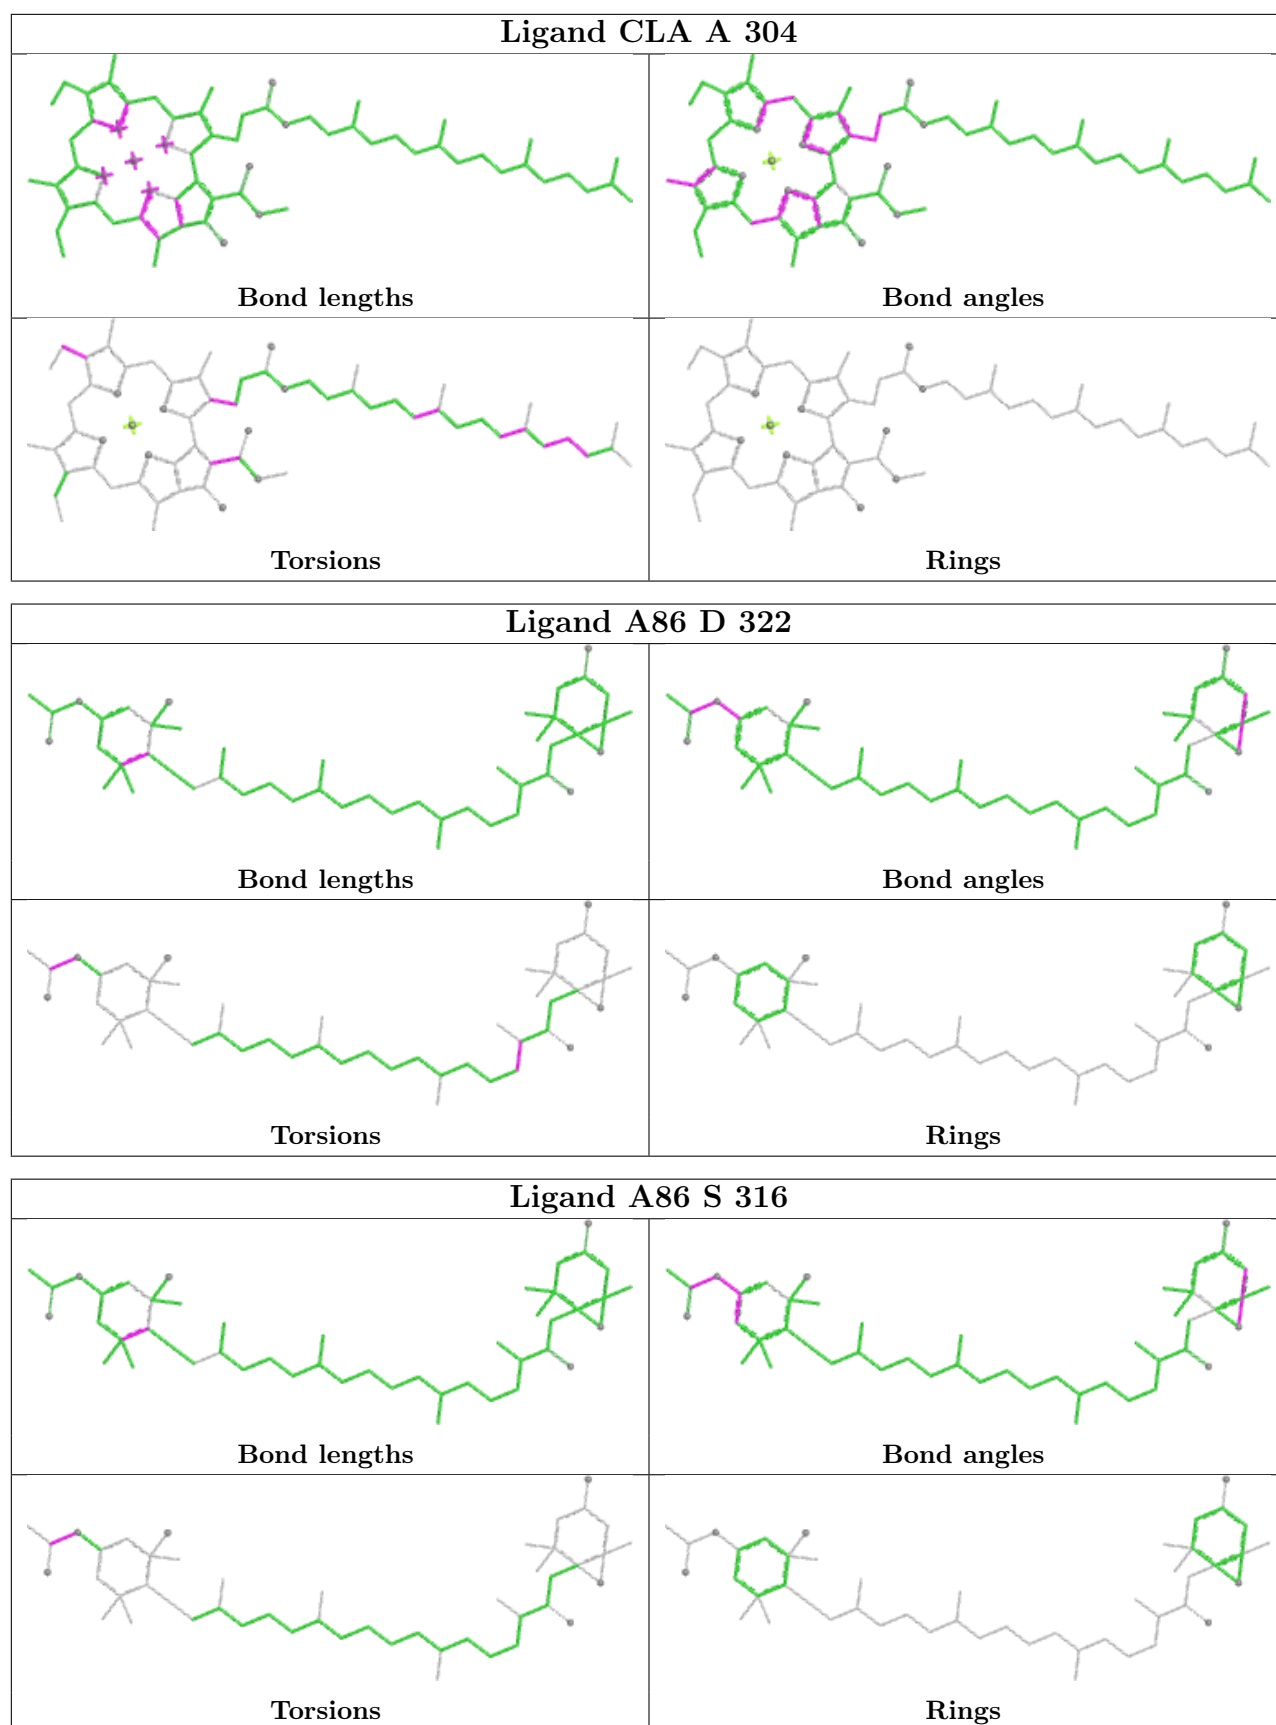 Ligand CLA A 304
Bond lengths
Bond angles
Torsions
Rings
Ligand A86 D 322
Bond lengths
Bond angles
Torsions
Rings
Ligand A86 S 316
Bond lengths
Bond angles
Torsions
Rings